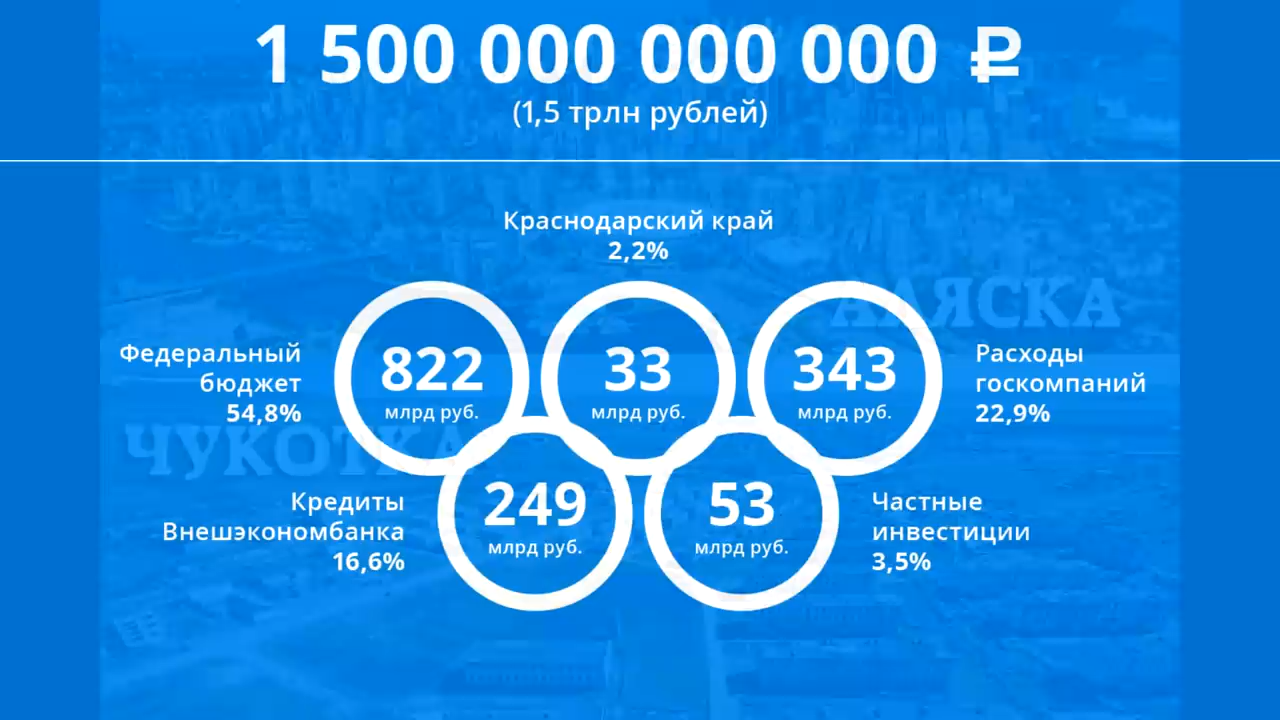 1 500 000 000 000 ₽
(1,5 трлн рублей)
Краснодарский край
2,2%
Федеральный
бюджет
54,8%
822
млрд руб.
33
млрд руб.
343
млрд руб.
Расходы
госкомпаний
22,9%
АЛЯСКА
ЧУКОТКА
Кредиты
Внешэкономбанка
16,6%
249
млрд руб.
53
млрд руб.
Частные
инвестиции
3,5%